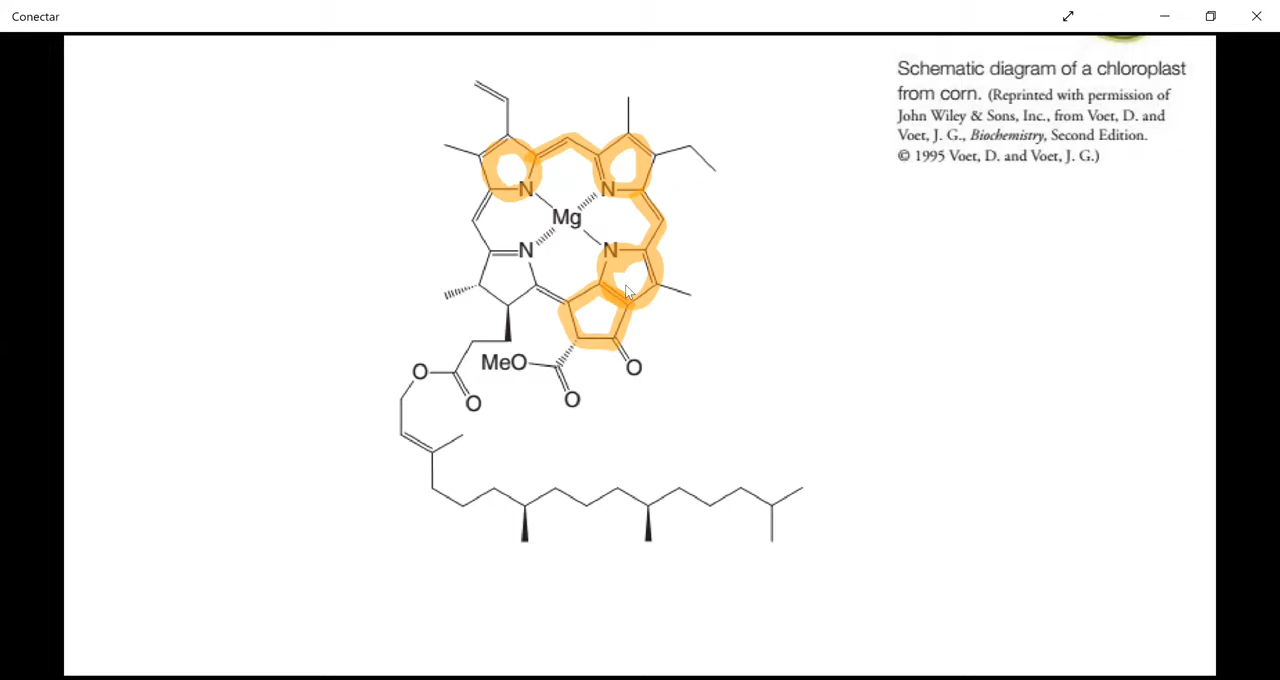 Conectar
Schematic diagram of a chloroplast
from corn. (Reprinted with permission of
John Wiley & Sons, Inc., from Voet, D. and
Voet, J. G., Biochemistry, Second Edition.
© 1995 Voet, D. and Voet, J. G.)
N
N
Mg
N
N
MeO
O
O
O
O